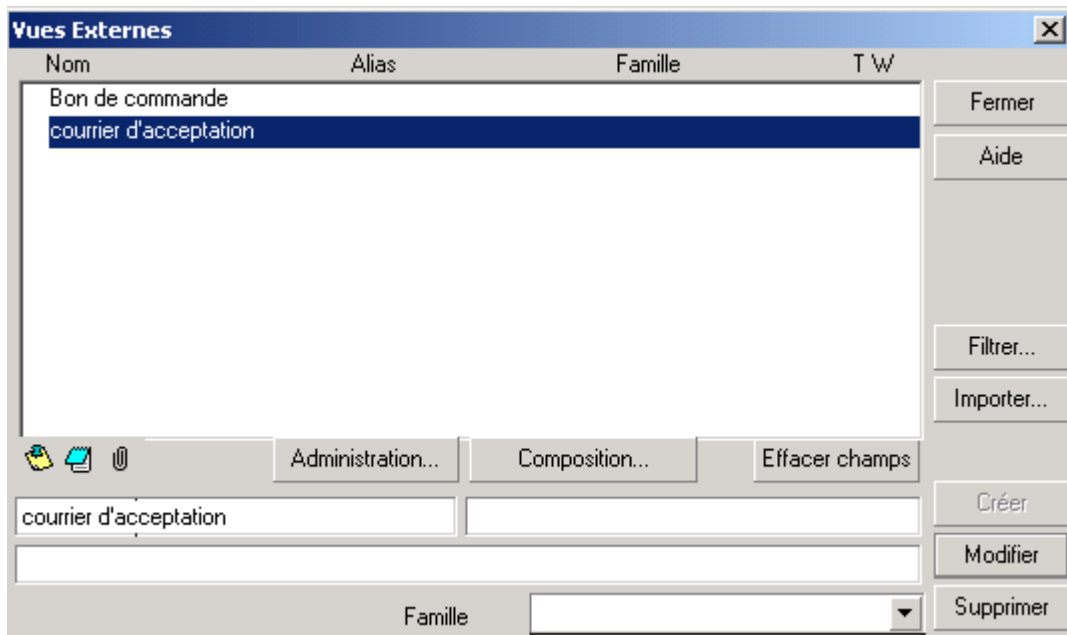 Vues Externes
Nom Alias Famille T W
Bon de commande
courrier d'acceptation
Fermer
Aide
Filtrer...
Importer...
Administration... Composition... Effacer champs
courrier d'acceptation
Créer
Modifier
Famille
Supprimer